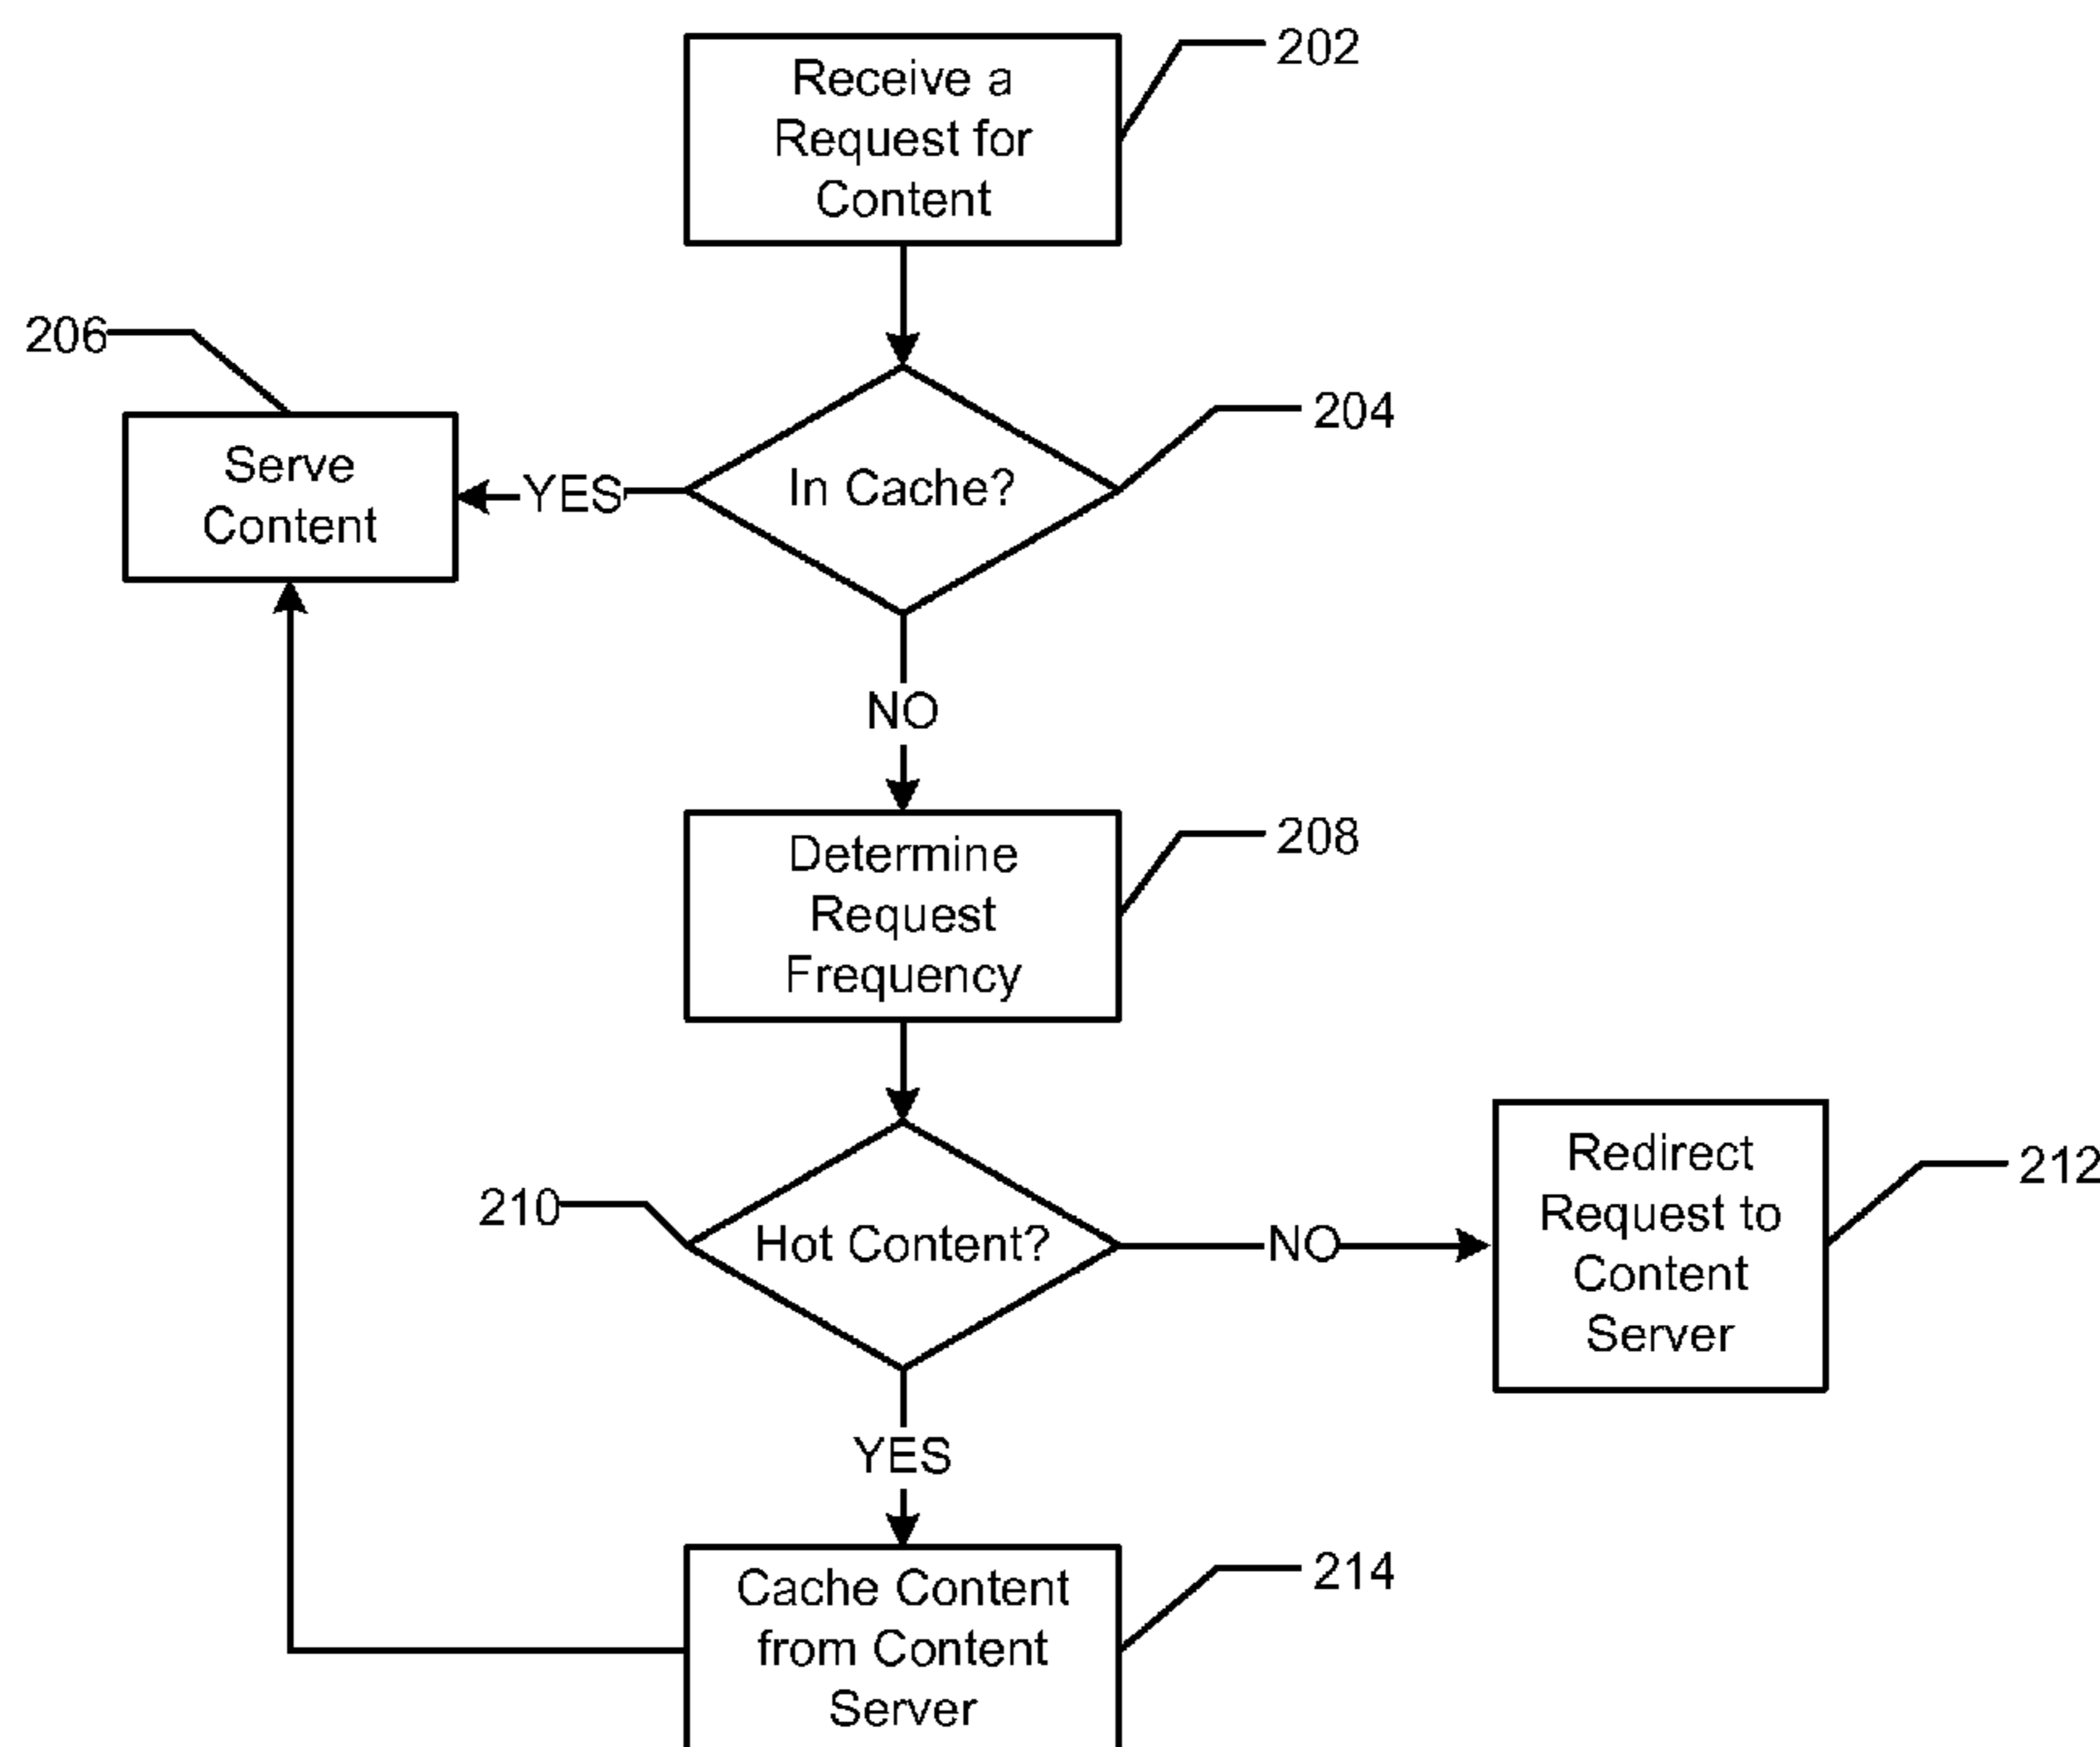 Receive a
Request for
Content
202
206
Serve
Content
YES
In Cache?
204
NO
Determine
Request
Frequency
208
210
Hot Content?
NO
Redirect
Request to
Content
Server
212
YES
Cache Content
from Content
Server
214